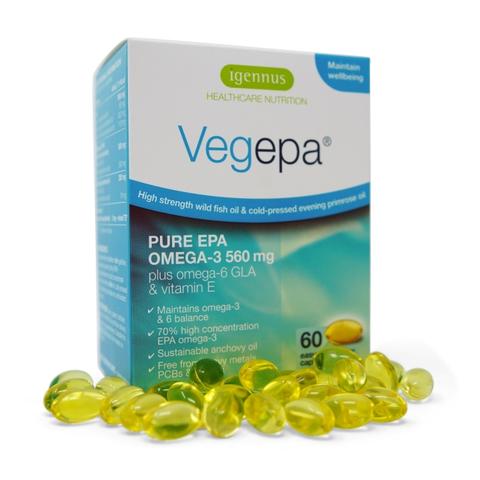 Maintain
wellbeing
igennus
HEALTHCARE NUTRITION
Vegepa®
High strength wild fish oil & cold-pressed evening primrose oil
PURE EPA
OMEGA-3 560 mg
plus omega-6 GLA
& vitamin E
✓ Maintains omega-3
& 6 balance
✓ 70% high concentration
EPA omega-3
✓ Sustainable anchovy oil
✓ Free from metals
PCBs &
60